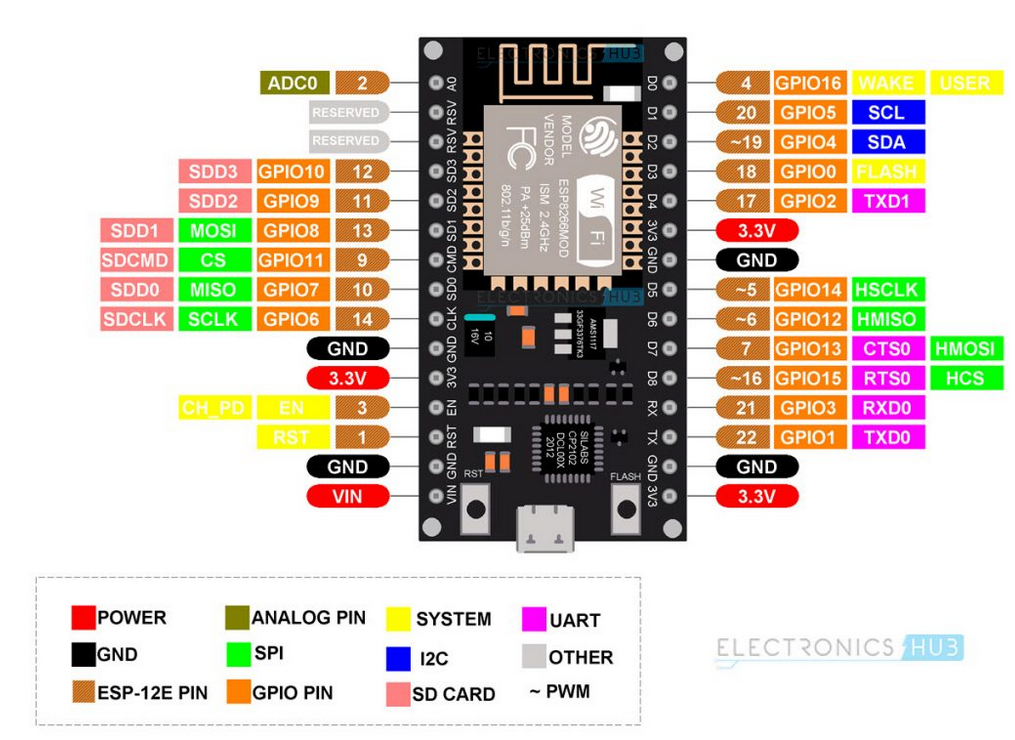 ELECTRONICS HUB
ADC0 2 A0 D0 4 GPIO16 WAKE USER
RESERVED RSV D1 20 GPIO5 SCL
RESERVED RSV D2 ~19 GPIO4 SDA
SDD3 GPIO10 12 SD3 D3 18 GPIO0 FLASH
SDD2 GPIO9 11 SD2 D4 17 GPIO2 TXD1
SDD1 MOSI GPIO8 13 SD1 3V3 3.3V
SDCMD CS GPIO11 9 CMD GND GND
SDD0 MISO GPIO7 10 SD0 D5 ~5 GPIO14 HSCLK
SDCLK SCLK GPIO6 14 CLK D6 ~6 GPIO12 HMISO
GND GND D7 7 GPIO13 CTS0 HMOSI
3.3V 3V3 D8 ~16 GPIO15 RTS0 HCS
CH_PD EN 3 EN RX 21 GPIO3 RXD0
RST 1 RST TX 22 GPIO1 TXD0
GND GND GND GND
VIN VIN 3V3 3.3V
MODEL
VENDOR
FC
ESP8266MOD
ISM 2.4GHz
PA +25dBm
802.11b/g/n
Wi Fi
ELECTRONICS HUB
10
16V
AMS1117
33GF3376TK3
SILABS
CP2102
DCL00X
2012
RST
FLASH
POWER ANALOG PIN SYSTEM UART
GND SPI I2C OTHER
ESP-12E PIN GPIO PIN SD CARD ~ PWM
ELECTRONICS HUB